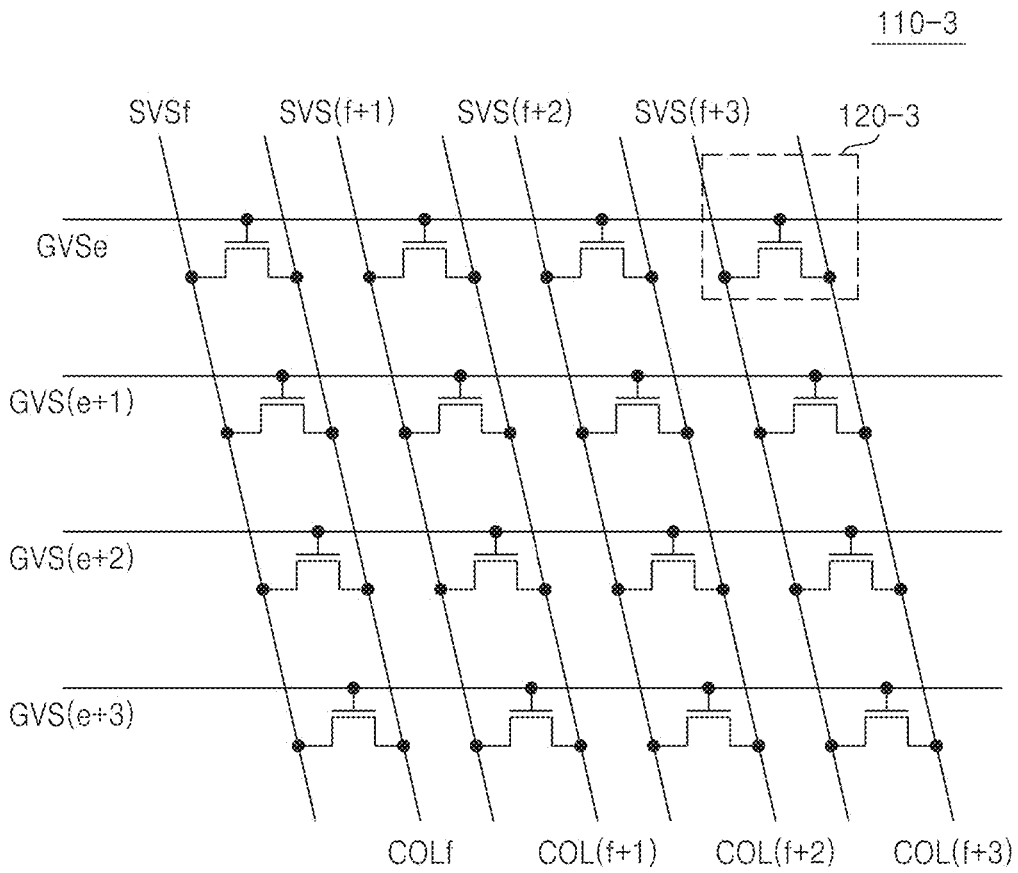 110-3
SVSf SVS(f+1) SVS(f+2) SVS(f+3) 120-3
GVSe
GVS(e+1)
GVS(e+2)
GVS(e+3)
COLf COL(f+1) COL(f+2) COL(f+3)